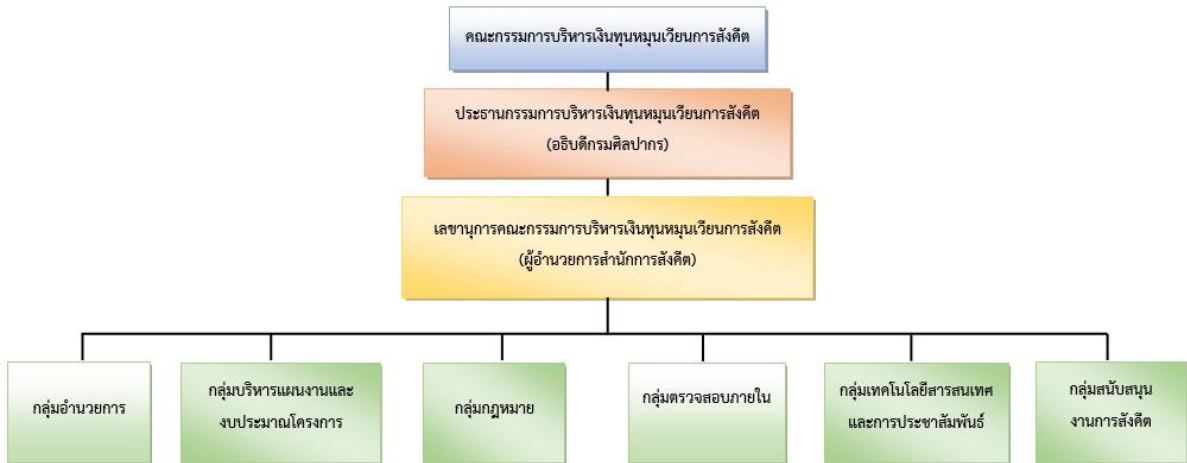 คณะกรรมการบริหารเงินทุนหมุนเวียนการสังคีต
ประธานกรรมการบริหารเงินทุนหมุนเวียนการสังคีต
(อธิบดีกรมศิลปากร)
เลขานุการคณะกรรมการบริหารเงินทุนหมุนเวียนการสังคีต
(ผู้อำนวยการสำนักการสังคีต)
กลุ่มอำนวยการ
กลุ่มบริหารแผนงานและ
งบประมาณโครงการ
กลุ่มกฎหมาย
กลุ่มตรวจสอบภายใน
กลุ่มเทคโนโลยีสารสนเทศ
และการประชาสัมพันธ์
กลุ่มสนับสนุน
งานการสังคีต